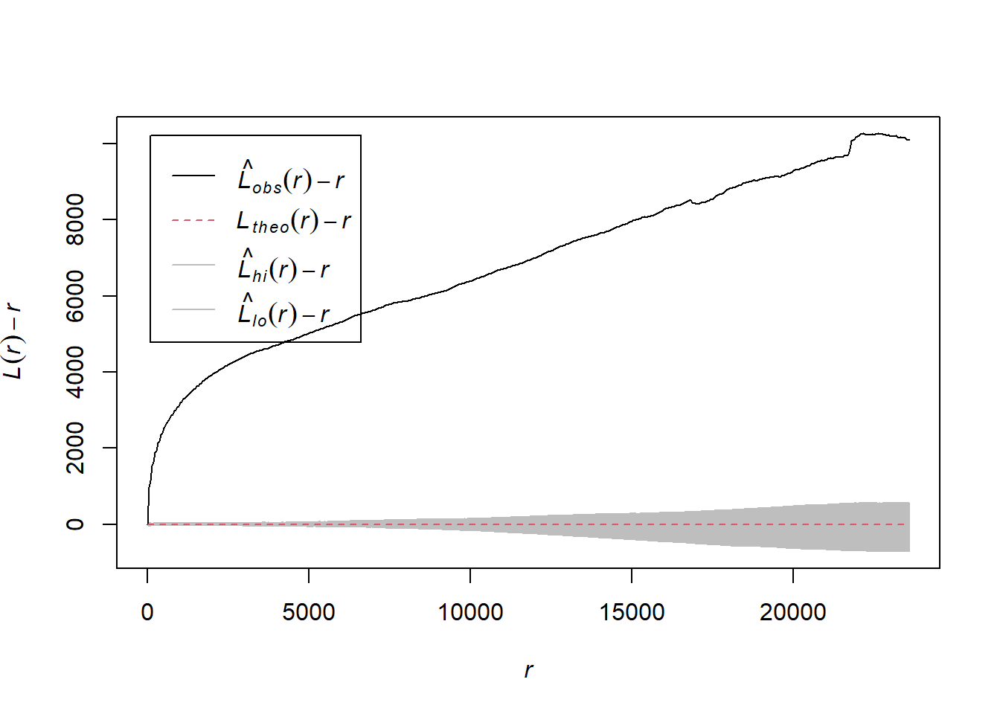 L̂obs(r) − r
Ltheo(r) − r
L̂hi(r) − r
L̂lo(r) − r
L(r) − r
8000
6000
4000
2000
0
0 5000 10000 15000 20000
r